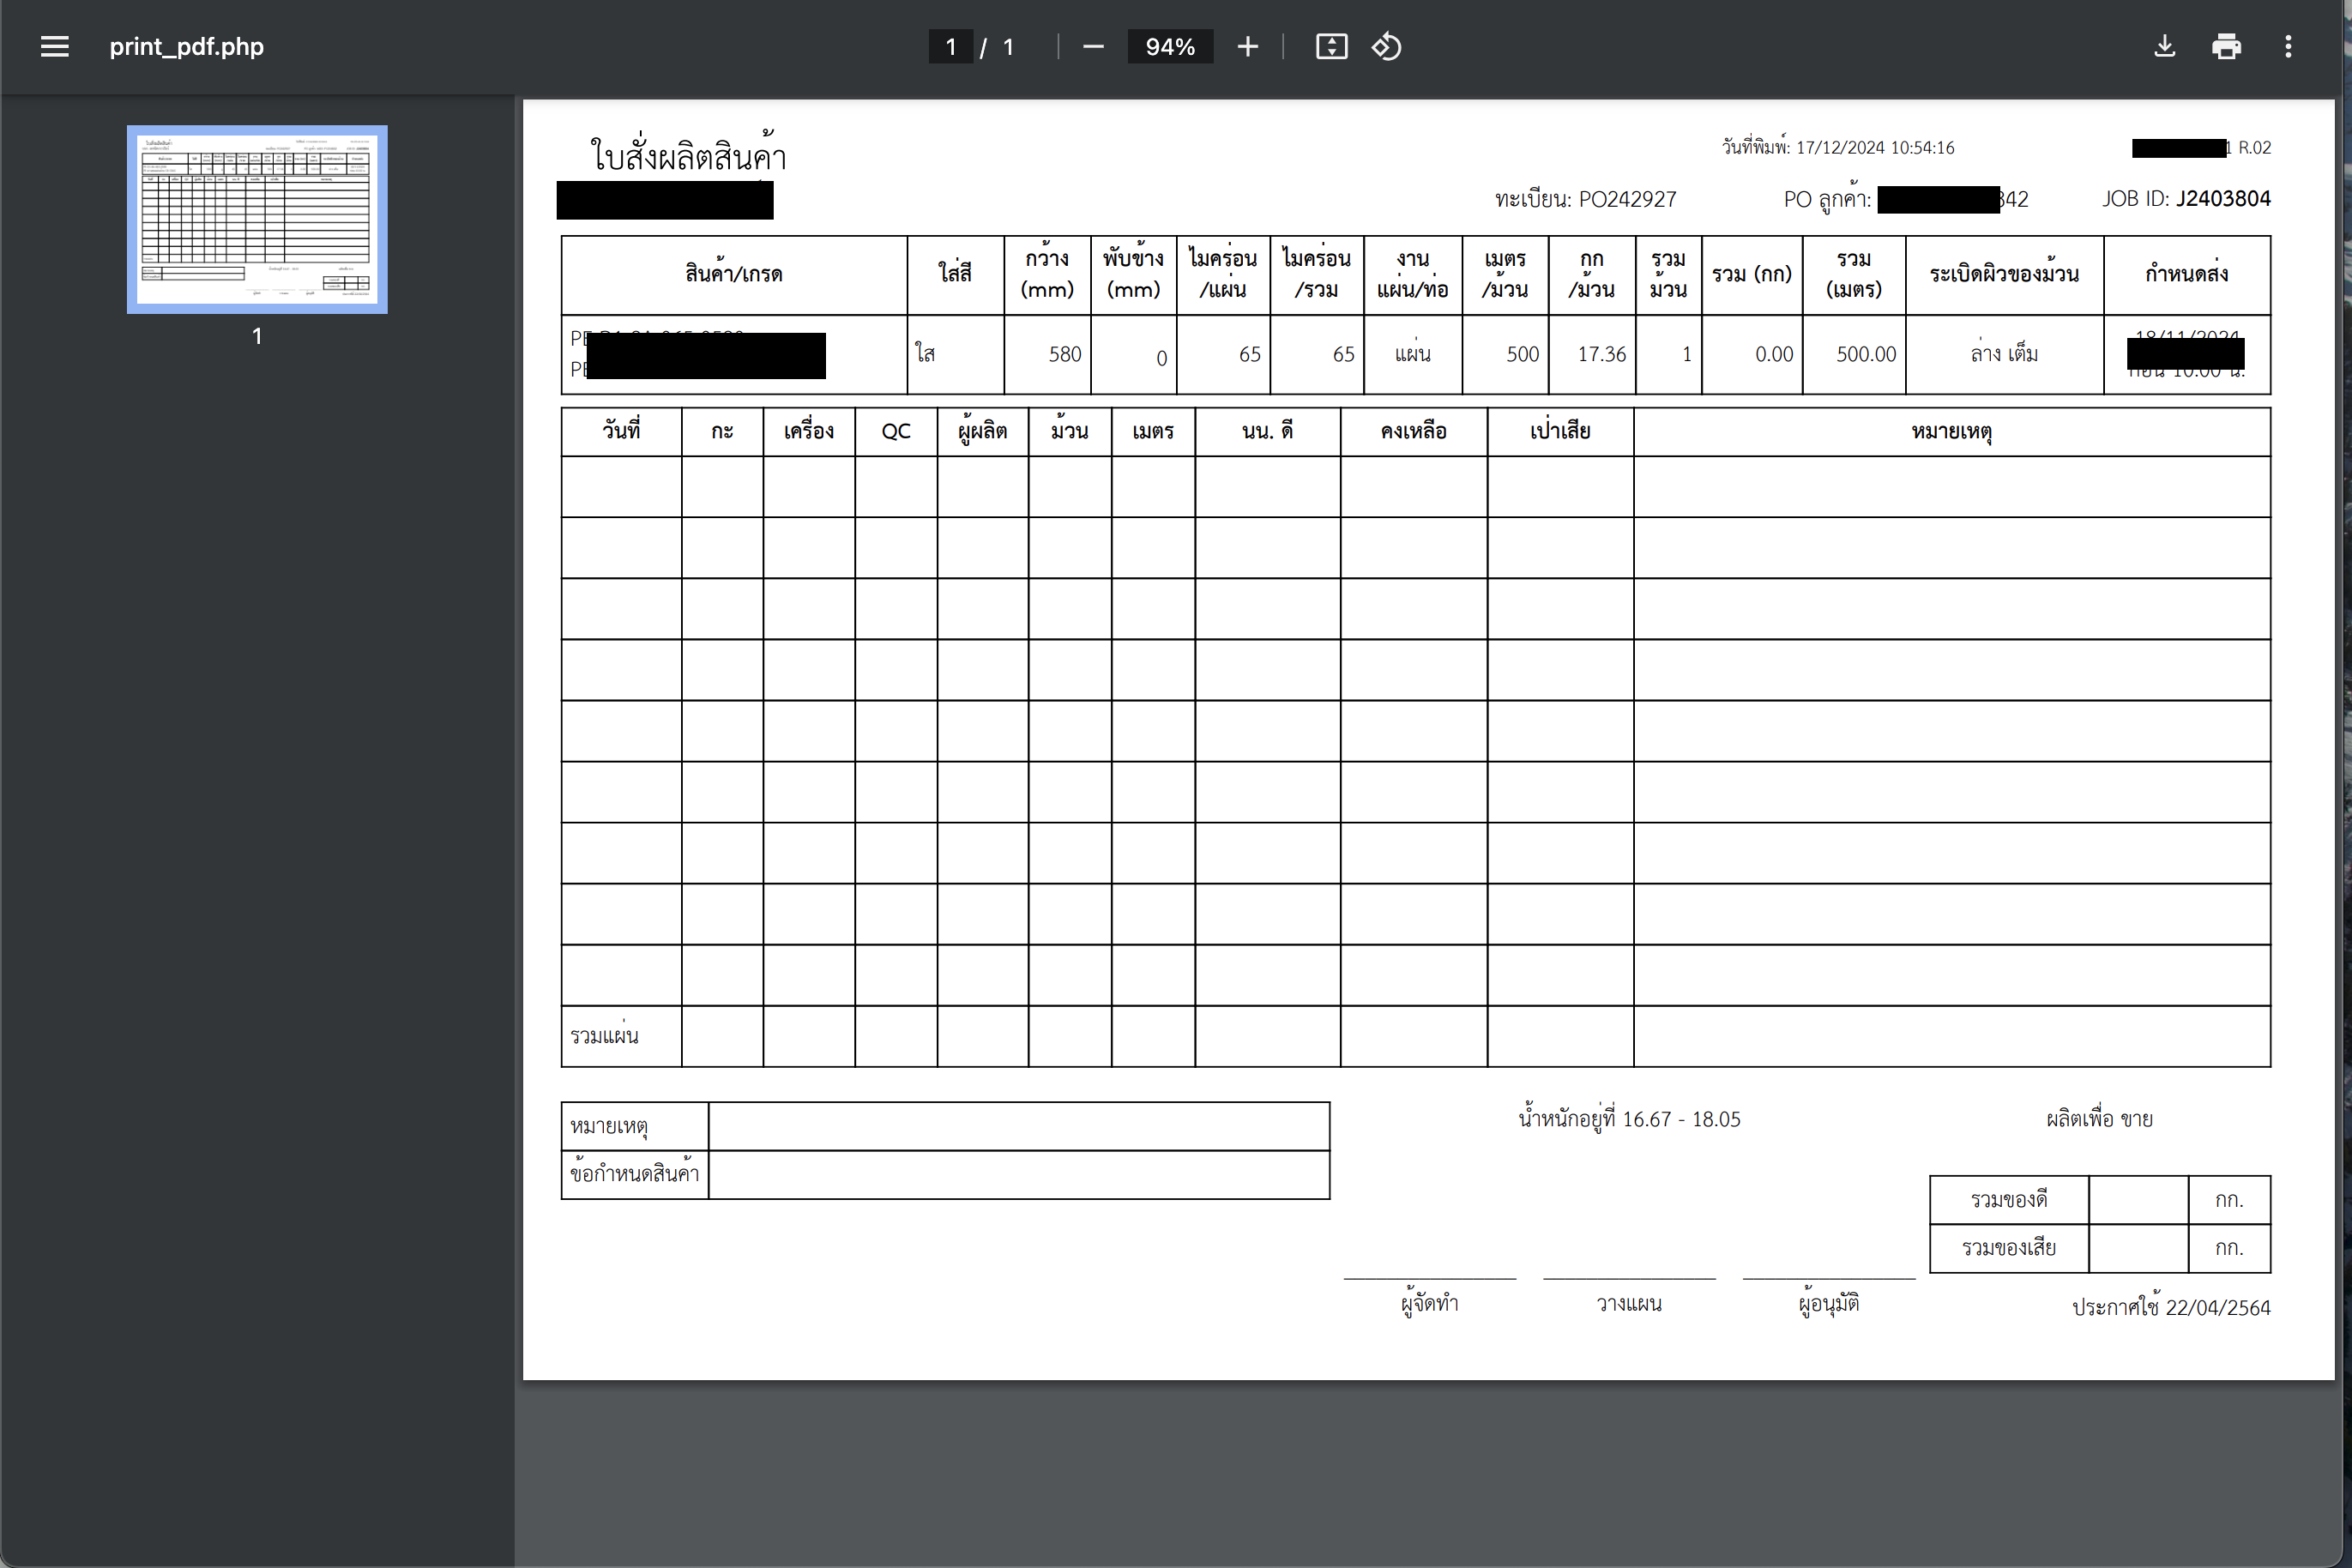 print_pdf.php
1 / 1
94%
1
ใบสั่งผลิตสินค้า
วันที่พิมพ์: 17/12/2024 10:54:16
R.02
ทะเบียน: PO242927
PO ลูกค้า: 342
JOB ID: J2403804
สินค้า/เกรด ใส่สี กว้าง (mm) พับข้าง (mm) ไมคร่อน /แผ่น ไมคร่อน /รวม งาน แผ่น/ท่อ เมตร /ม้วน กก /ม้วน รวม ม้วน รวม (กก) รวม (เมตร) ระเบิดผิวของม้วน กำหนดส่ง
ใส 580 0 65 65 แผ่น 500 17.36 1 0.00 500.00 ล่าง เต็ม 18/11/2024
ก่อน 10.00 น.
วันที่ กะ เครื่อง QC ผู้ผลิต ม้วน เมตร นน. ดี คงเหลือ เป่าเสีย หมายเหตุ
รวมแผ่น
หมายเหตุ
ข้อกำหนดสินค้า
น้ำหนักอยู่ที่ 16.67 - 18.05
ผลิตเพื่อ ขาย
รวมของดี กก.
รวมของเสีย กก.
ผู้จัดทำ วางแผน ผู้อนุมัติ
ประกาศใช้ 22/04/2564